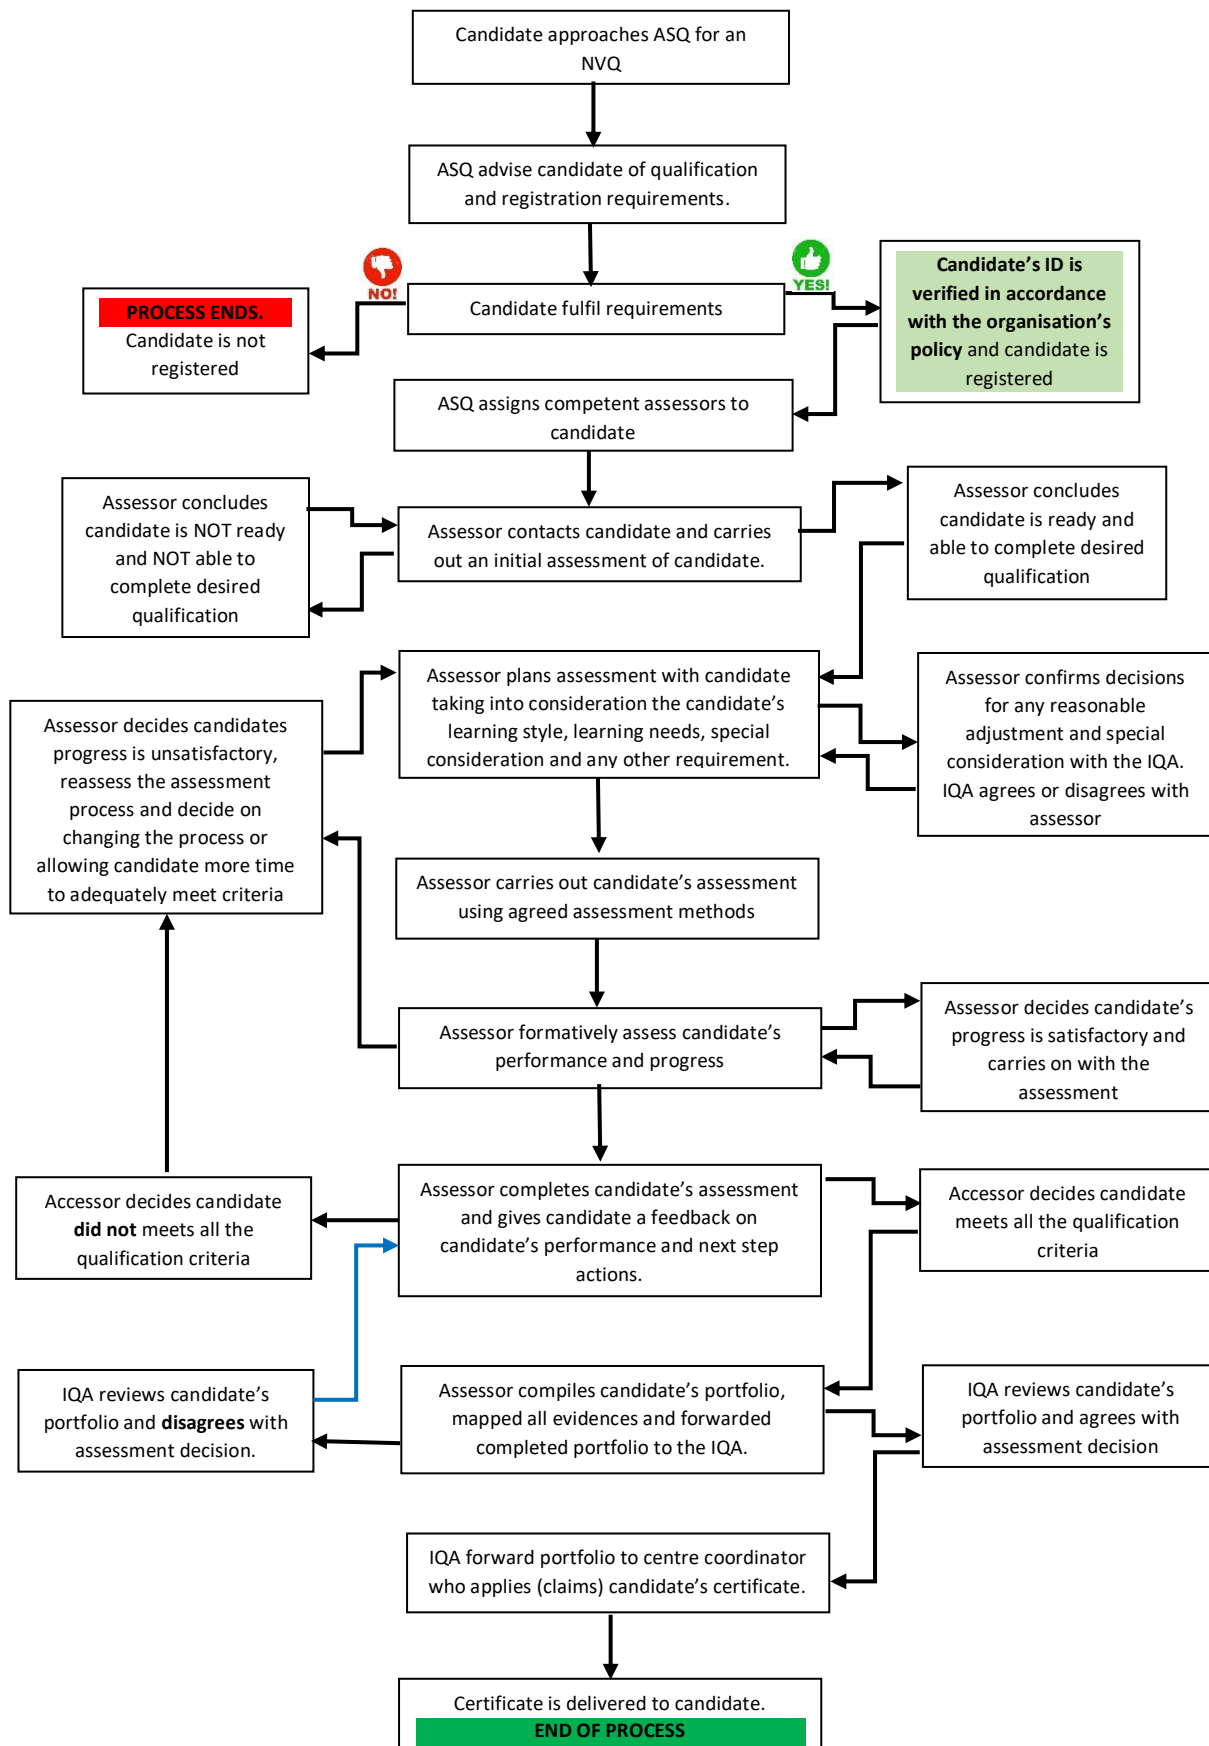 Candidate approaches ASQ for an
NVQ
ASQ advise candidate of qualification
and registration requirements.
NO!
YES!
Candidate fulfil requirements
PROCESS ENDS.
Candidate is not
registered
Candidate’s ID is
verified in accordance
with the organisation’s
policy and candidate is
registered
ASQ assigns competent assessors to
candidate
Assessor concludes
candidate is NOT ready
and NOT able to
complete desired
qualification
Assessor contacts candidate and carries
out an initial assessment of candidate.
Assessor concludes
candidate is ready and
able to complete desired
qualification
Assessor plans assessment with candidate
taking into consideration the candidate’s
learning style, learning needs, special
consideration and any other requirement.
Assessor confirms decisions
for any reasonable
adjustment and special
consideration with the IQA.
IQA agrees or disagrees with
assessor
Assessor decides candidates
progress is unsatisfactory,
reassess the assessment
process and decide on
changing the process or
allowing candidate more time
to adequately meet criteria
Assessor carries out candidate’s assessment
using agreed assessment methods
Assessor formatively assess candidate’s
performance and progress
Assessor decides candidate’s
progress is satisfactory and
carries on with the
assessment
Accessor decides candidate
did not meets all the
qualification criteria
Assessor completes candidate’s assessment
and gives candidate a feedback on
candidate’s performance and next step
actions.
Accessor decides candidate
meets all the qualification
criteria
IQA reviews candidate’s
portfolio and disagrees with
assessment decision.
Assessor compiles candidate’s portfolio,
mapped all evidences and forwarded
completed portfolio to the IQA.
IQA reviews candidate’s
portfolio and agrees with
assessment decision
IQA forward portfolio to centre coordinator
who applies (claims) candidate’s certificate.
Certificate is delivered to candidate.
END OF PROCESS